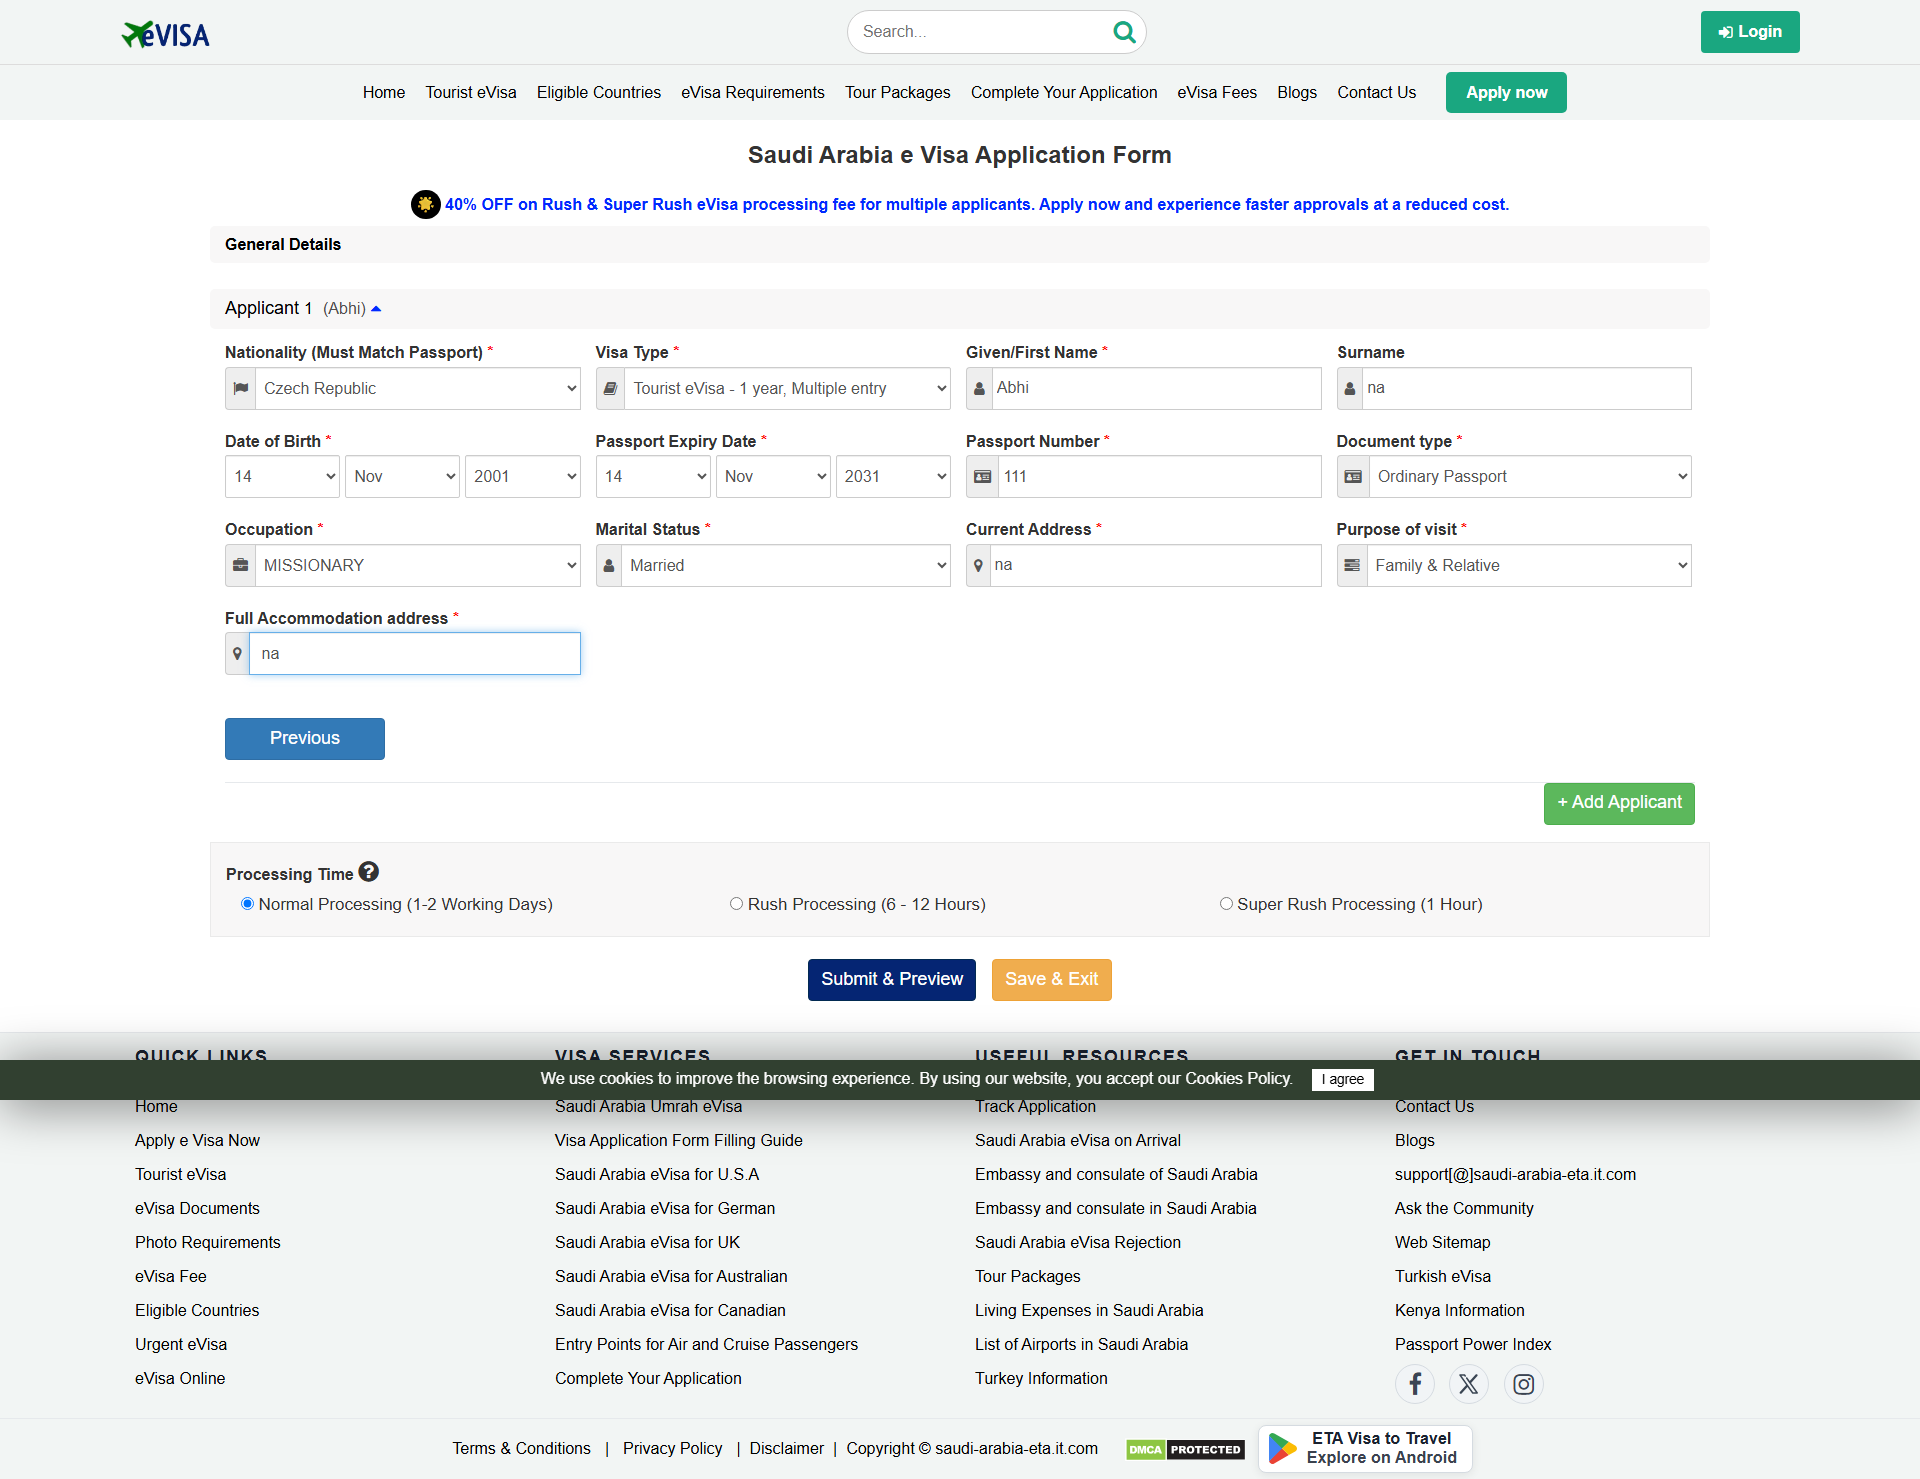 eVISA
Search...
Login
Home Tourist eVisa Eligible Countries eVisa Requirements Tour Packages Complete Your Application eVisa Fees Blogs Contact Us Apply now
Saudi Arabia e Visa Application Form
40% OFF on Rush & Super Rush eVisa processing fee for multiple applicants. Apply now and experience faster approvals at a reduced cost.
General Details
Applicant 1 (Abhi)
Nationality (Must Match Passport) * Visa Type * Given/First Name * Surname
Czech Republic Tourist eVisa - 1 year, Multiple entry Abhi na
Date of Birth * Passport Expiry Date * Passport Number * Document type *
14 Nov 2001 14 Nov 2031 111 Ordinary Passport
Occupation * Marital Status * Current Address * Purpose of visit *
MISSIONARY Married na Family & Relative
Full Accommodation address *
na
Previous
+ Add Applicant
Processing Time ?
Normal Processing (1-2 Working Days) Rush Processing (6 - 12 Hours) Super Rush Processing (1 Hour)
Submit & Preview Save & Exit
QUICK LINKS VISA SERVICES USEFUL RESOURCES GET IN TOUCH
We use cookies to improve the browsing experience. By using our website, you accept our Cookies Policy. I agree
Home Saudi Arabia Umrah eVisa Track Application Contact Us
Apply e Visa Now Visa Application Form Filling Guide Saudi Arabia eVisa on Arrival Blogs
Tourist eVisa Saudi Arabia eVisa for U.S.A Embassy and consulate of Saudi Arabia support[@]saudi-arabia-eta.it.com
eVisa Documents Saudi Arabia eVisa for German Embassy and consulate in Saudi Arabia Ask the Community
Photo Requirements Saudi Arabia eVisa for UK Saudi Arabia eVisa Rejection Web Sitemap
eVisa Fee Saudi Arabia eVisa for Australian Tour Packages Turkish eVisa
Eligible Countries Saudi Arabia eVisa for Canadian Living Expenses in Saudi Arabia Kenya Information
Urgent eVisa Entry Points for Air and Cruise Passengers List of Airports in Saudi Arabia Passport Power Index
eVisa Online Complete Your Application Turkey Information
Terms & Conditions | Privacy Policy | Disclaimer | Copyright © saudi-arabia-eta.it.com DMCA PROTECTED ETA Visa to Travel
Explore on Android